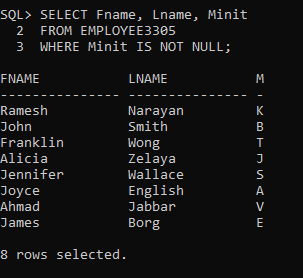 SQL> SELECT Fname, Lname, Minit
  2  FROM EMPLOYEE3305
  3  WHERE Minit IS NOT NULL;

FNAME           LNAME           M
--------------- --------------- -
Ramesh          Narayan         K
John            Smith           B
Franklin        Wong            T
Alicia          Zelaya          J
Jennifer        Wallace         S
Joyce           English         A
Ahmad           Jabbar          V
James           Borg            E

8 rows selected.